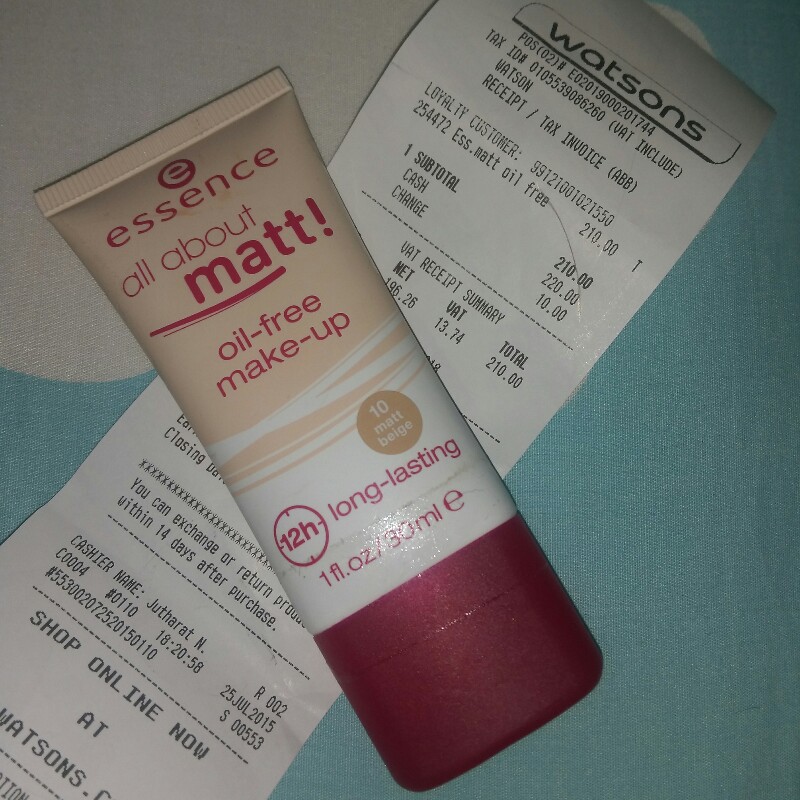 watsons
POS(02)# E02019000201744
TAX ID# 0105539086260 (VAT INCLUDE)
WATSON
RECEIPT / TAX INVOICE (ABB)
LOYALTY CUSTOMER: 99121001021550
254472 Ess.matt oil free 210.00 T
1 SUBTOTAL 210.00
CASH 220.00
CHANGE 10.00
VAT RECEIPT SUMMARY
NET VAT TOTAL
196.26 13.74 210.00
essence
all about
matt!
oil-free
make-up
10
matt
beige
12h long-lasting
1fl.oz/30ml e
Closing
xxxxxxxxxxxxxxxxxxxxxxxxxxx
You can exchange or return
within 14 days after purchase.
CASHIER NAME: Jutharat N.
C0004 #0110 18:20:58 R 002
#553002072520150110 25JUL2015
S 00553
SHOP ONLINE NOW
AT
WATSONS.